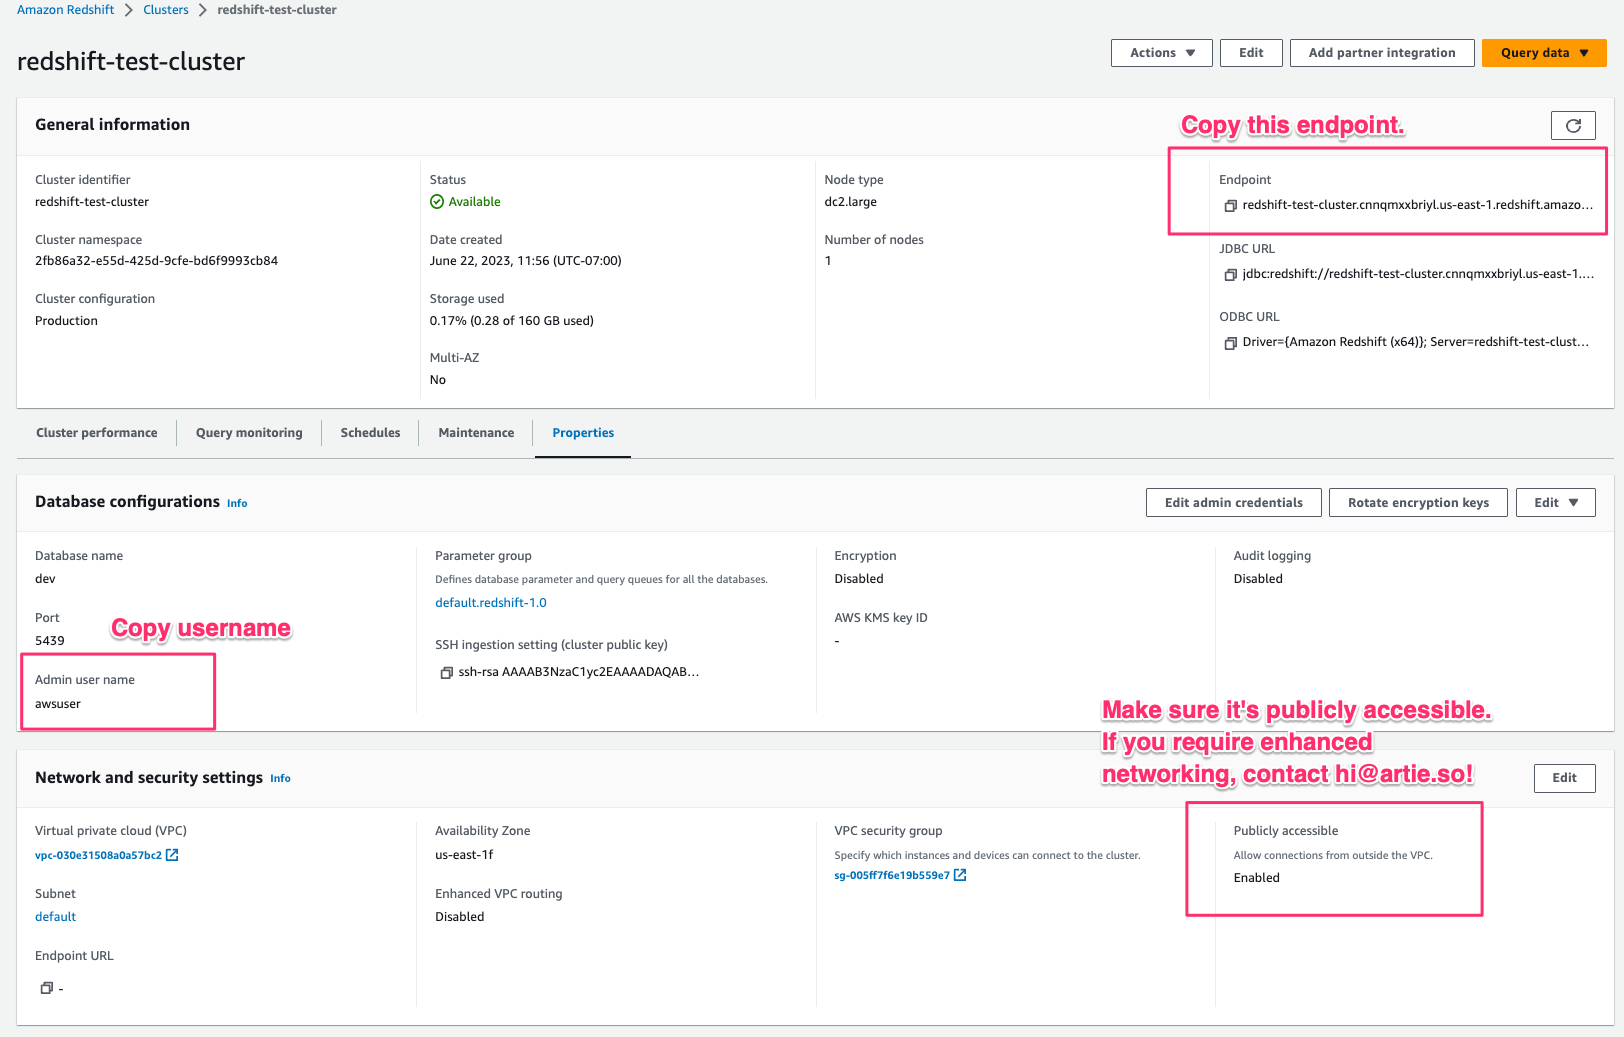 Amazon Redshift > Clusters > redshift-test-cluster
redshift-test-cluster
Actions ▼
Edit
Add partner integration
Query data ▼
General information
Copy this endpoint.
Cluster identifier
redshift-test-cluster
Cluster namespace
2fb86a32-e55d-425d-9cfe-bd6f9993cb84
Cluster configuration
Production
Status
Available
Date created
June 22, 2023, 11:56 (UTC-07:00)
Storage used
0.17% (0.28 of 160 GB used)
Multi-AZ
No
Node type
dc2.large
Number of nodes
1
Endpoint
redshift-test-cluster.cnnqmxxbriyl.us-east-1.redshift.amazo...
JDBC URL
jdbc:redshift://redshift-test-cluster.cnnqmxxbriyl.us-east-1....
ODBC URL
Driver={Amazon Redshift (x64)}; Server=redshift-test-clust...
Cluster performance
Query monitoring
Schedules
Maintenance
Properties
Database configurations Info
Edit admin credentials
Rotate encryption keys
Edit ▼
Database name
dev
Port
5439
Copy username
Admin user name
awsuser
Parameter group
Defines database parameter and query queues for all the databases.
default.redshift-1.0
SSH ingestion setting (cluster public key)
ssh-rsa AAAAB3NzaC1yc2EAAAADAQAB...
Encryption
Disabled
AWS KMS key ID
-
Audit logging
Disabled
Make sure it's publicly accessible.
If you require enhanced
networking, contact hi@artie.so!
Network and security settings Info
Edit
Virtual private cloud (VPC)
vpc-030e31508a0a57bc2
Subnet
default
Endpoint URL
-
Availability Zone
us-east-1f
Enhanced VPC routing
Disabled
VPC security group
Specify which instances and devices can connect to the cluster.
sg-005ff7f6e19b559e7
Publicly accessible
Allow connections from outside the VPC.
Enabled